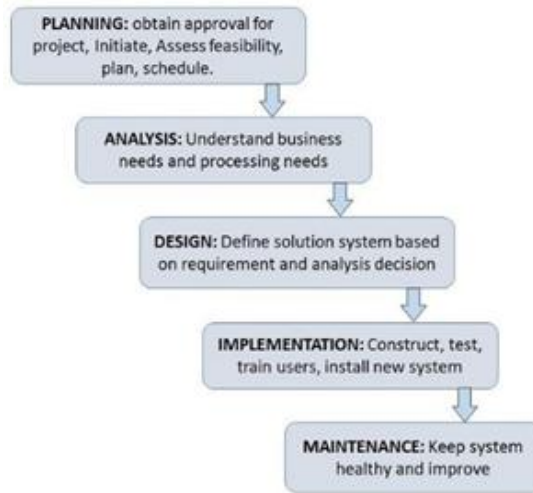 PLANNING: obtain approval for
project, Initiate, Assess feasibility,
plan, schedule.
ANALYSIS: Understand business
needs and processing needs
DESIGN: Define solution system based
on requirement and analysis decision
IMPLEMENTATION: Construct, test,
train users, install new system
MAINTENANCE: Keep system
healthy and improve